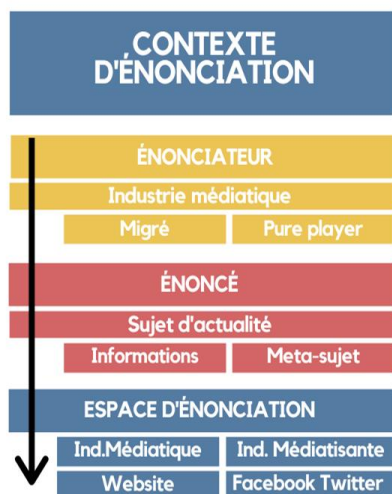 CONTEXTE
D'ÉNONCIATION
ÉNONCIATEUR
Industrie médiatique
Migré
Pure player
ÉNONCÉ
Sujet d'actualité
Informations
Meta-sujet
ESPACE D'ÉNONCIATION
Ind.Médiatique
Ind. Médiatisante
Website
Facebook Twitter